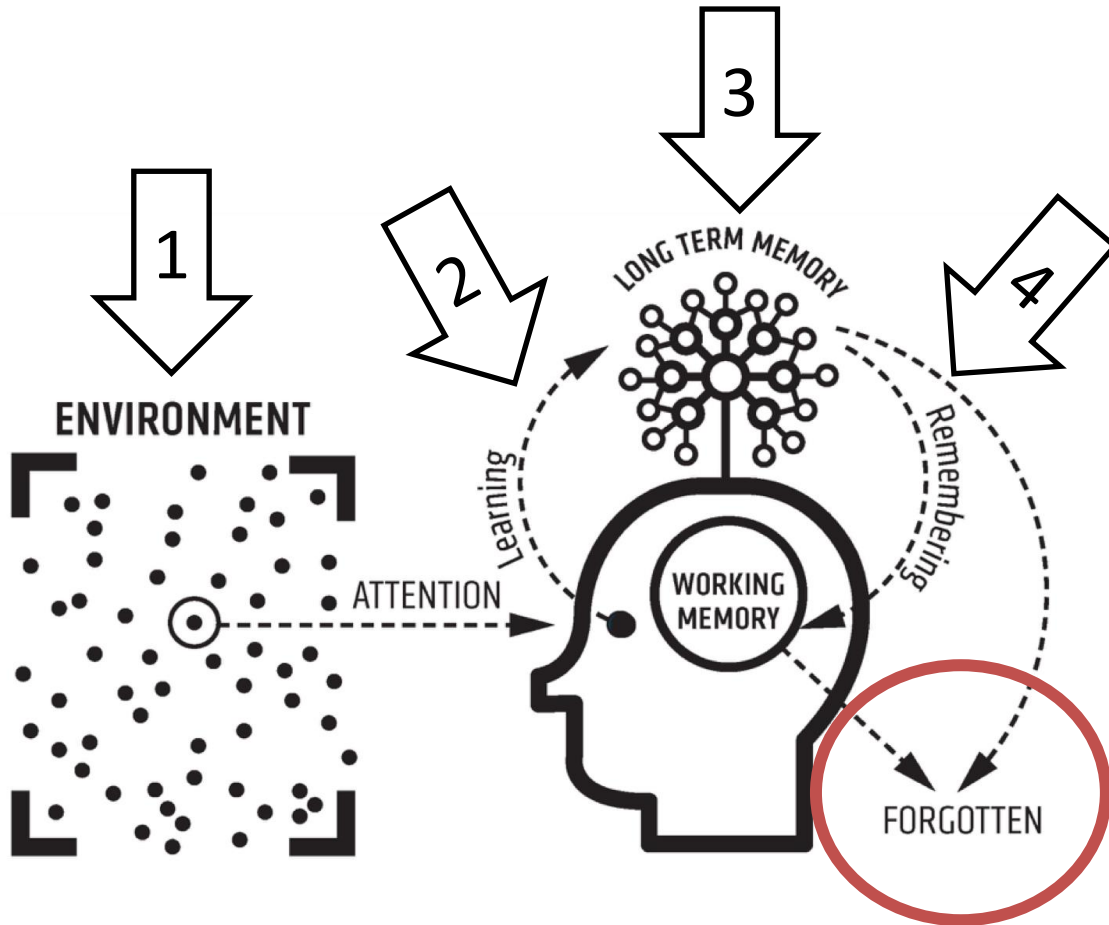 3
1
2
4
LONG TERM MEMORY
ENVIRONMENT
Learning
Remembering
ATTENTION
WORKING
MEMORY
FORGOTTEN